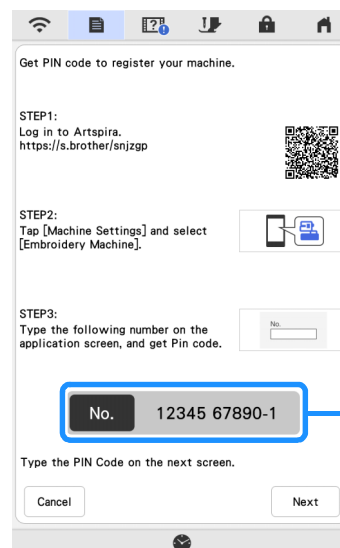 Get PIN code to register your machine.
STEP1:
Log in to Artspira.
https://s.brother/snjzgp
STEP2:
Tap [Machine Settings] and select
[Embroidery Machine].
STEP3:
Type the following number on the
application screen, and get Pin code.
No.
No. 12345 67890-1
Type the PIN Code on the next screen.
Cancel
Next